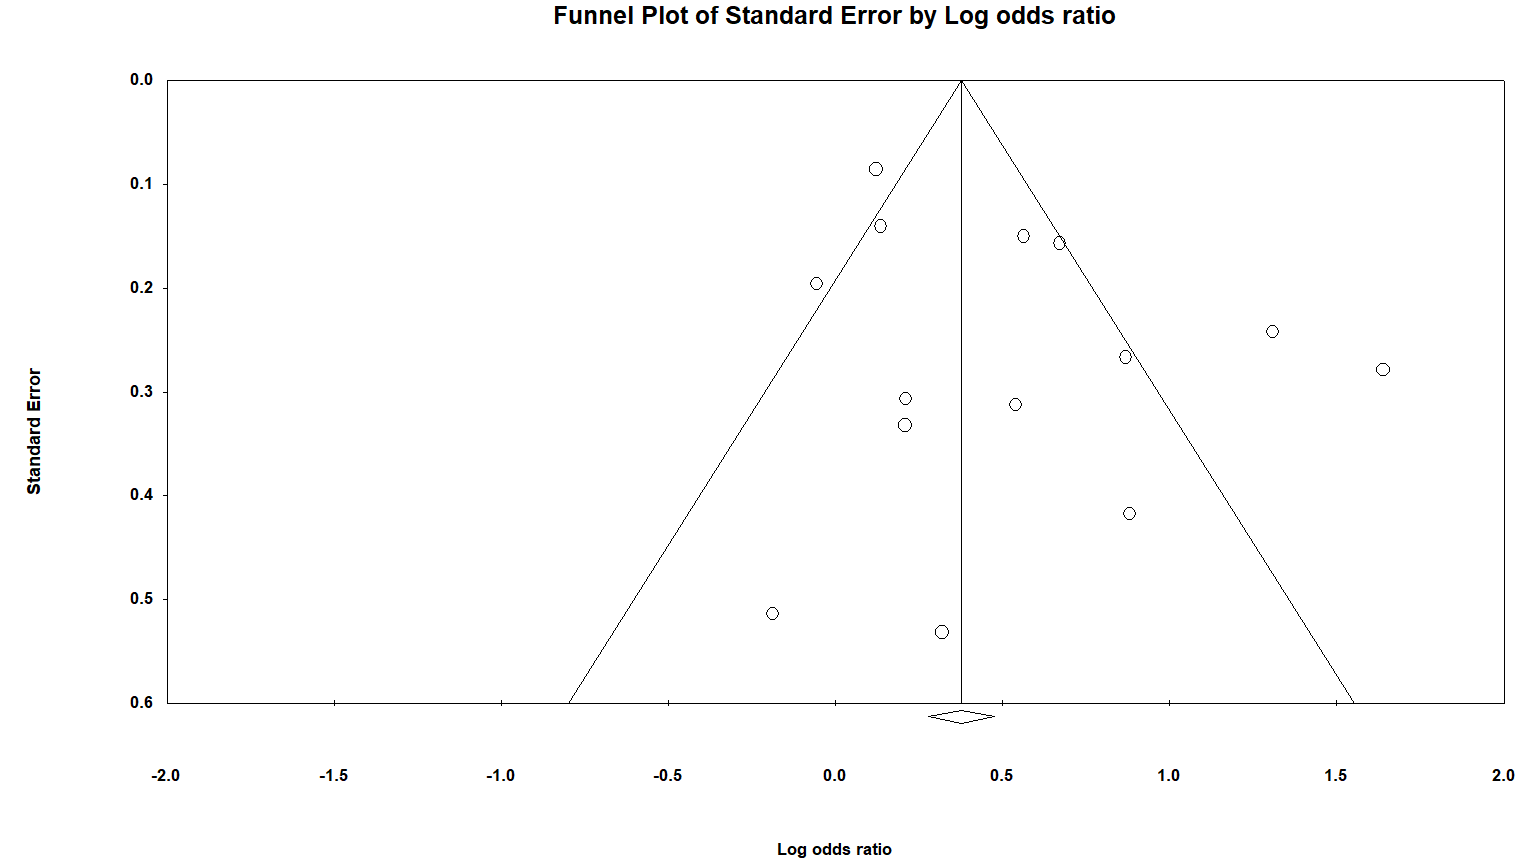 Funnel Plot of Standard Error by Log odds ratio
0.0
0.1
0.2
0.3
0.4
0.5
0.6
Standard Error
-2.0 -1.5 -1.0 -0.5 0.0 0.5 1.0 1.5 2.0
Log odds ratio